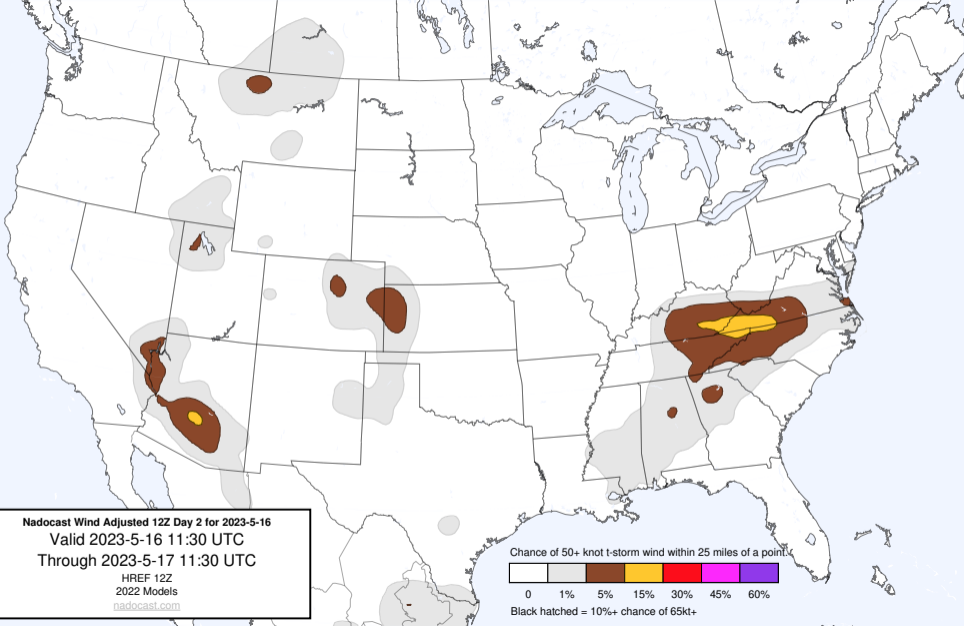 Nadocast Wind Adjusted 12Z Day 2 for 2023-5-16
Valid 2023-5-16 11:30 UTC
Through 2023-5-17 11:30 UTC
HREF 12Z
2022 Models
nadocast.com
Chance of 50+ knot t-storm wind within 25 miles of a point.
0 1% 5% 15% 30% 45% 60%
Black hatched = 10%+ chance of 65kt+